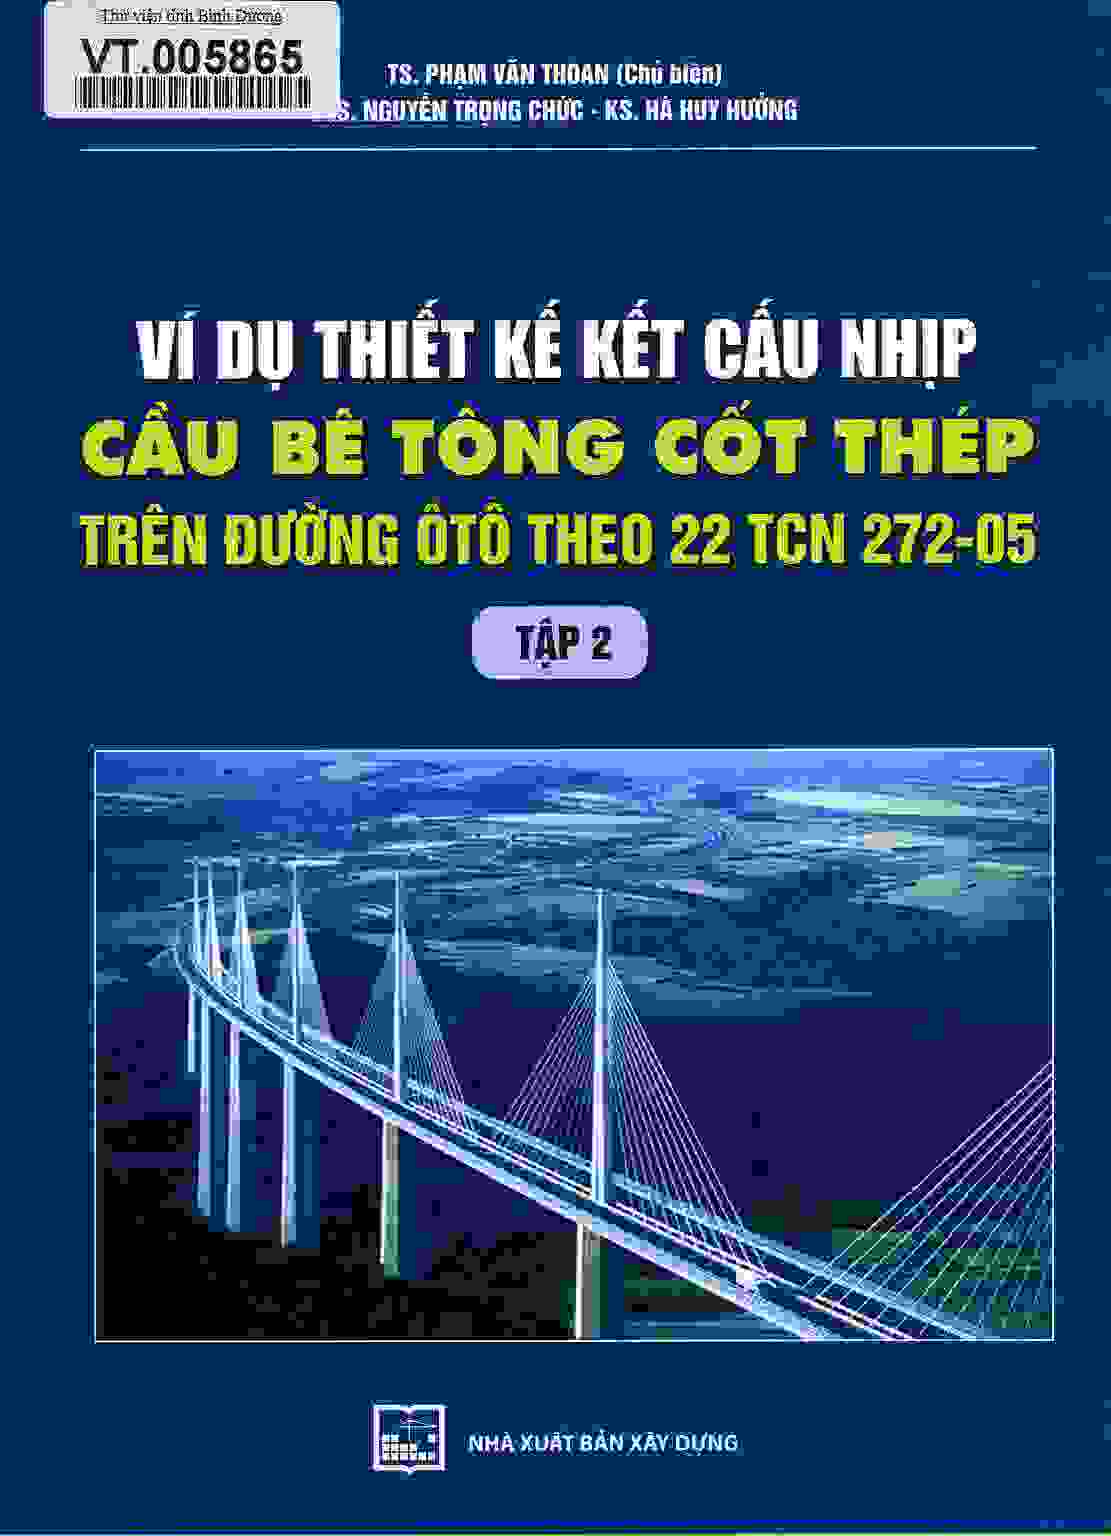 Thư viện tỉnh Bình Dương
VT.005865
TS. PHẠM VĂN THOAN (Chủ biên)
NGUYỄN TRỌNG CHỨC - KS. HÀ HUY HƯỞNG
VÍ DỤ THIẾT KẾ KẾT CẤU NHỊP
CẦU BÊ TÔNG CỐT THÉP
TRÊN ĐƯỜNG ÔTÔ THEO 22 TCN 272-05
TẬP 2
NHÀ XUẤT BẢN XÂY DỰNG